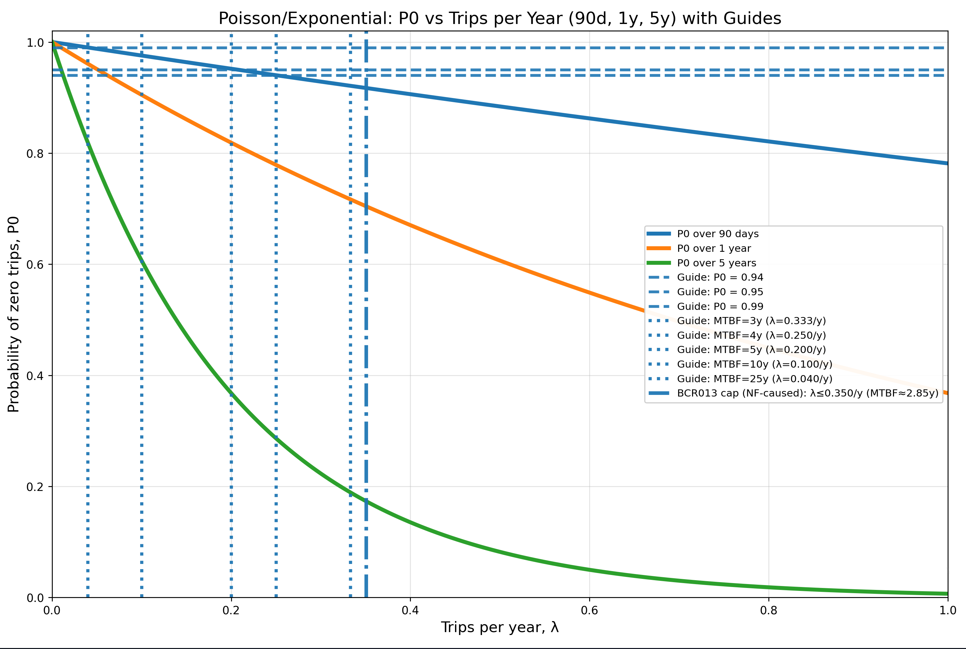 Poisson/Exponential: P0 vs Trips per Year (90d, 1y, 5y) with Guides
Probability of zero trips, P0
1.0
0.8
0.6
0.4
0.2
0.0
P0 over 90 days
P0 over 1 year
P0 over 5 years
Guide: P0 = 0.94
Guide: P0 = 0.95
Guide: P0 = 0.99
Guide: MTBF=3y (λ=0.333/y)
Guide: MTBF=4y (λ=0.250/y)
Guide: MTBF=5y (λ=0.200/y)
Guide: MTBF=10y (λ=0.100/y)
Guide: MTBF=25y (λ=0.040/y)
BCR013 cap (NF-caused): λ≤0.350/y (MTBF≈2.85y)
0.0 0.2 0.4 0.6 0.8 1.0
Trips per year, λ